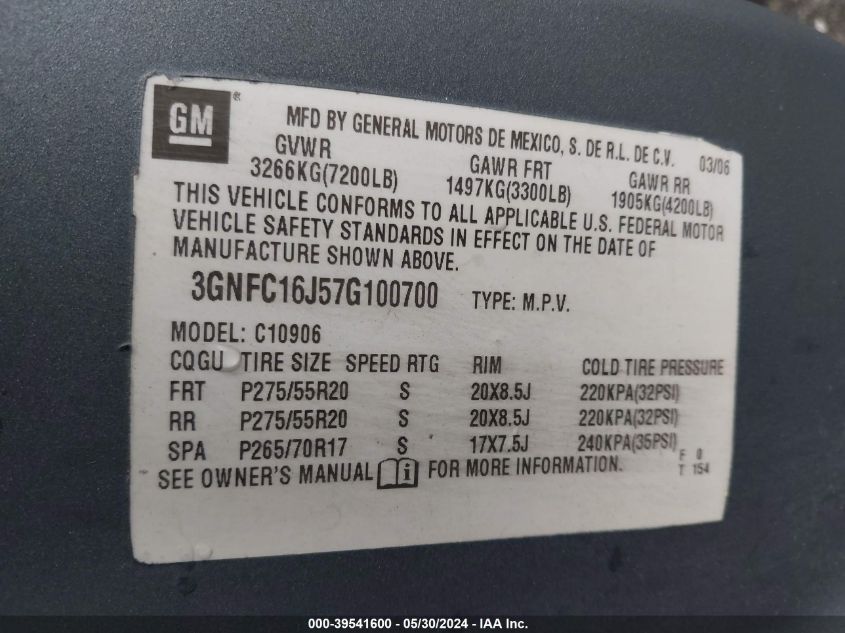 GM®
MFD BY GENERAL MOTORS DE MEXICO, S. DE R.L. DE C.V. 03/06
GVWR GAWR FRT GAWR RR
3266KG(7200LB) 1497KG(3300LB) 1905KG(4200LB)
THIS VEHICLE CONFORMS TO ALL APPLICABLE U.S. FEDERAL MOTOR
VEHICLE SAFETY STANDARDS IN EFFECT ON THE DATE OF
MANUFACTURE SHOWN ABOVE.
3GNFC16J57G100700 TYPE: M.P.V.
MODEL: C10906
CQGU TIRE SIZE SPEED RTG RIM COLD TIRE PRESSURE
FRT P275/55R20 S 20X8.5J 220KPA(32PSI)
RR P275/55R20 S 20X8.5J 220KPA(32PSI)
SPA P265/70R17 S 17X7.5J 240KPA(35PSI)
F 0
SEE OWNER'S MANUAL i FOR MORE INFORMATION. T 154
000-39541600 - 05/30/2024 - IAA Inc.